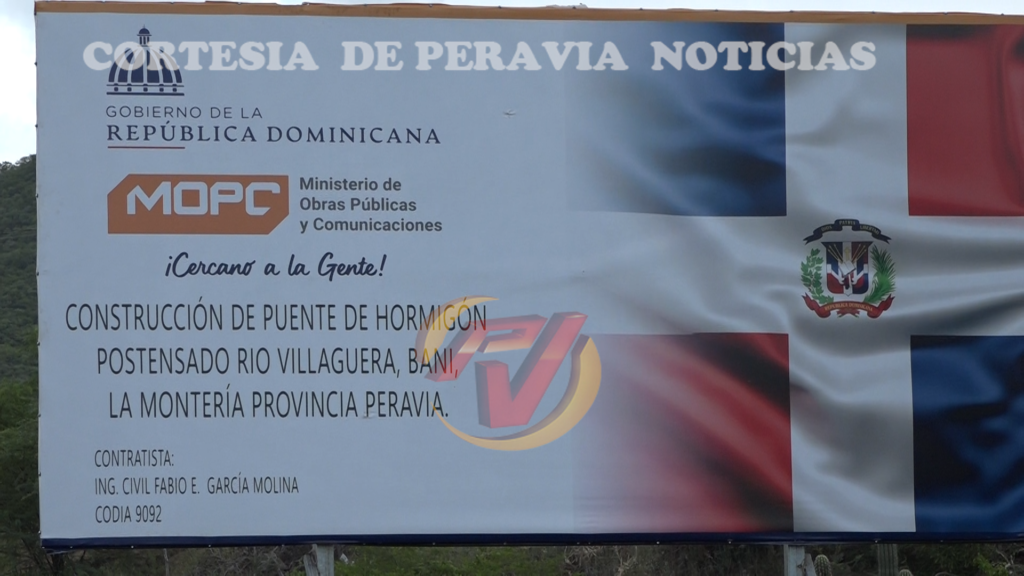 CORTESIA DE PERAVIA NOTICIAS
GOBIERNO DE LA
REPÚBLICA DOMINICANA
MOPC
Ministerio de
Obras Públicas
y Comunicaciones
¡Cercano a la Gente!
CONSTRUCCIÓN DE PUENTE DE HORMIGÓN
POSTENSADO RIO VILLAGUERA, BANI,
LA MONTERÍA PROVINCIA PERAVIA.
PV
CONTRATISTA:
ING. CIVIL FABIO E. GARCÍA MOLINA
CODIA 9092